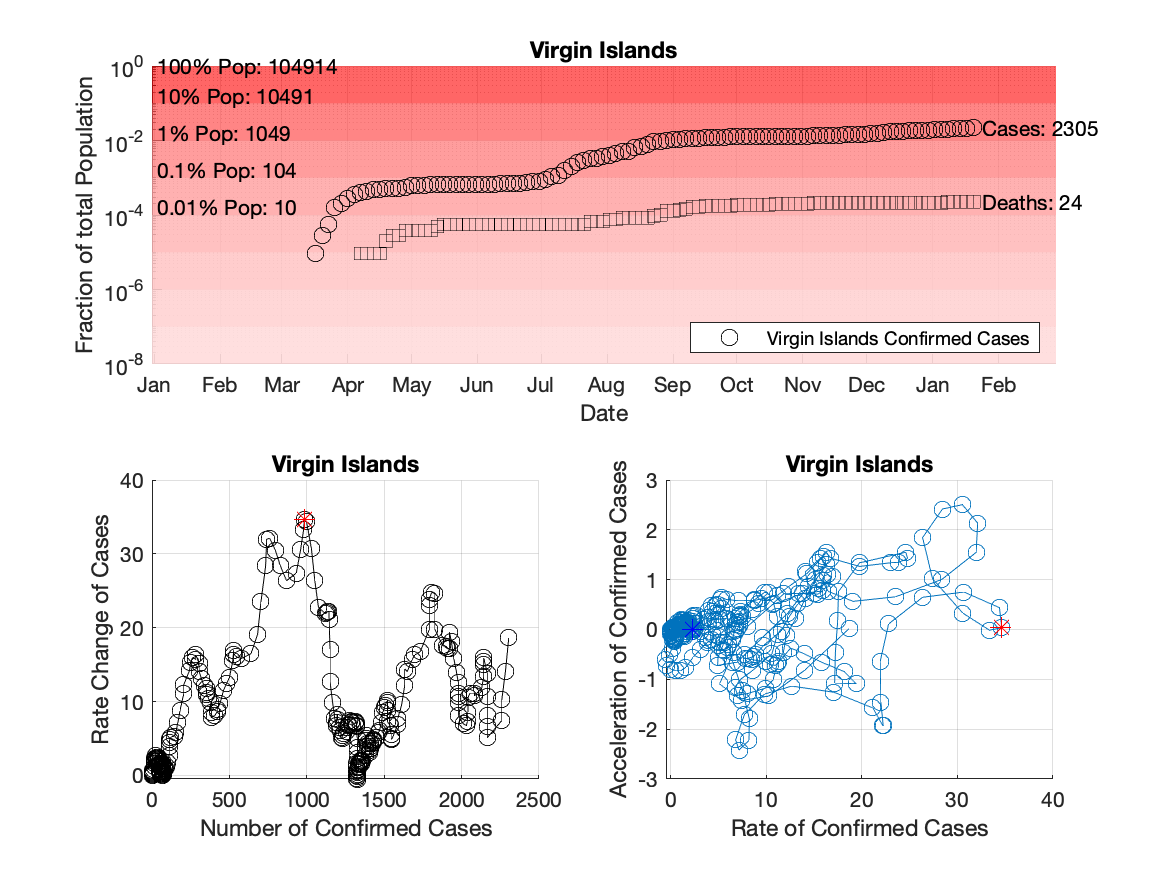 Virgin Islands
Fraction of total Population
10^0
10^-2
10^-4
10^-6
10^-8
100% Pop: 104914
10% Pop: 10491
1% Pop: 1049
0.1% Pop: 104
0.01% Pop: 10
Cases: 2305
Deaths: 24
Virgin Islands Confirmed Cases
Jan Feb Mar Apr May Jun Jul Aug Sep Oct Nov Dec Jan Feb
Date
Virgin Islands
Rate Change of Cases
40
30
20
10
0
0 500 1000 1500 2000 2500
Number of Confirmed Cases
Virgin Islands
Acceleration of Confirmed Cases
3
2
1
0
-1
-2
-3
0 10 20 30 40
Rate of Confirmed Cases